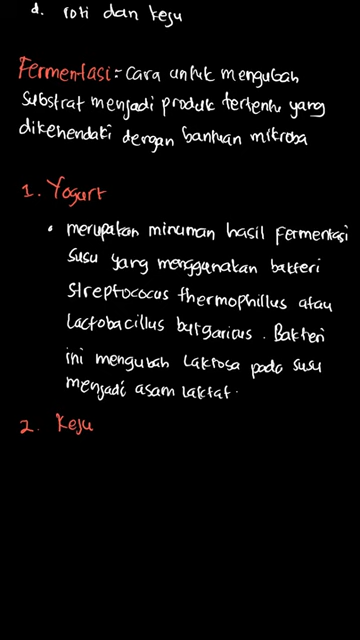 d. roti dan keju
Fermentasi = cara untuk mengubah
substrat menjadi produk tertentu yang
dikehendaki dengan bantuan mikroba
1. Yogurt
• merupakan minuman hasil fermentasi
susu yang menggunakan bakteri
Streptococus thermophillus atau
Lactobacillus bulgaricus. Bakteri
ini mengubah laktosa pada susu
menjadi asam laktat.
2. Keju